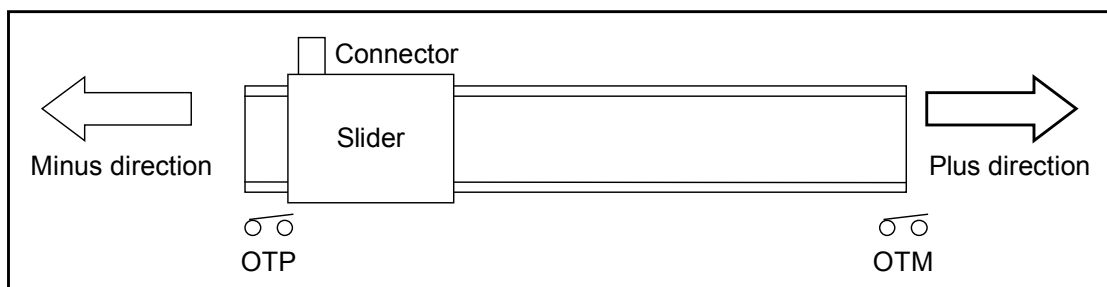 Connector
Slider
Minus direction
Plus direction
OTP
OTM